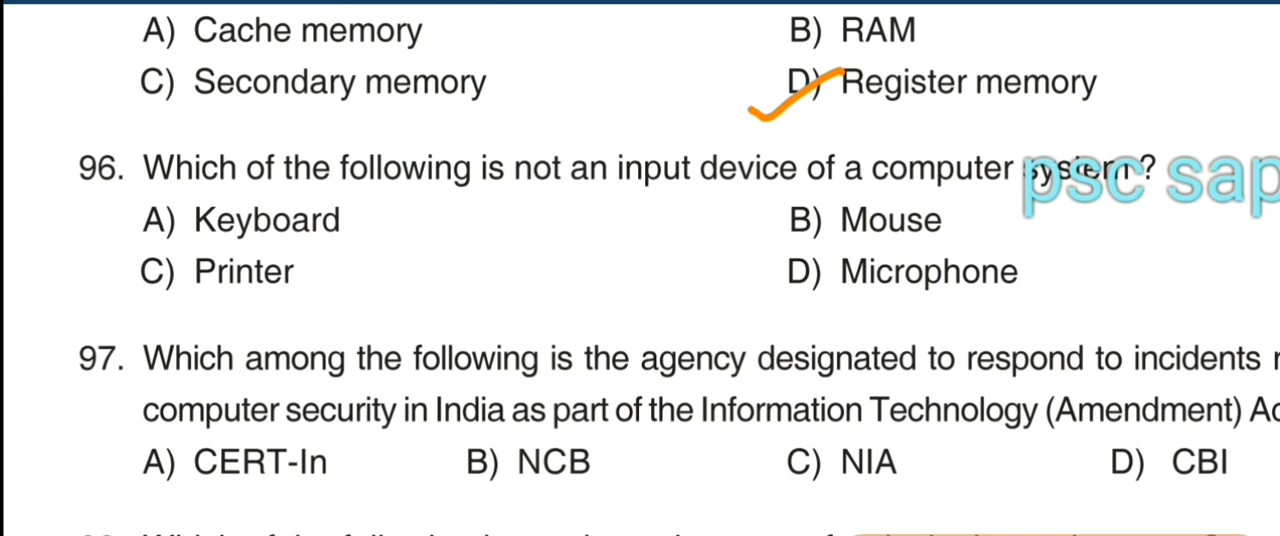 A) Cache memory B) RAM
C) Secondary memory D) Register memory
96. Which of the following is not an input device of a computer system ?
psc sap
A) Keyboard B) Mouse
C) Printer D) Microphone
97. Which among the following is the agency designated to respond to incidents
computer security in India as part of the Information Technology (Amendment)
A) CERT-In B) NCB C) NIA D) CBI